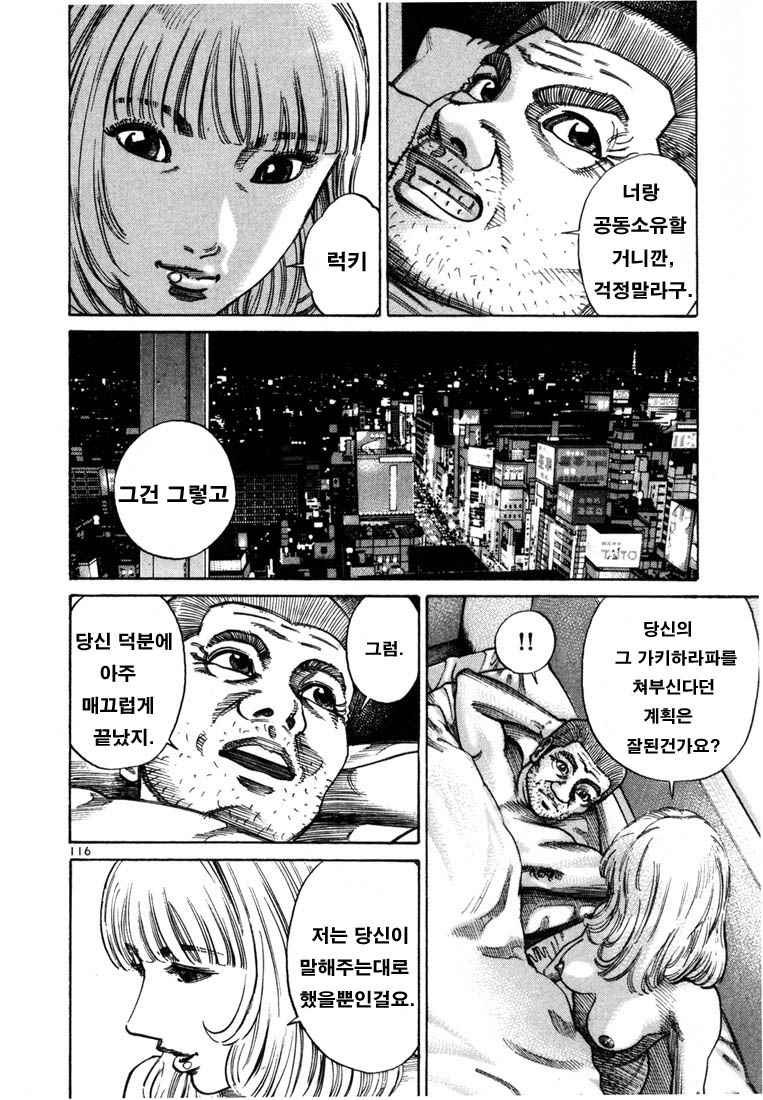 너랑
공동소유할
거니깐,
걱정말라구.
럭키
그건 그렇고
당신의
그 가키하라파를
쳐부신다던
계획은
잘된건가요?
!!
그럼.
당신 덕분에
아주
매끄럽게
끝났지.
116
저는 당신이
말해주는대로
했을뿐인걸요.